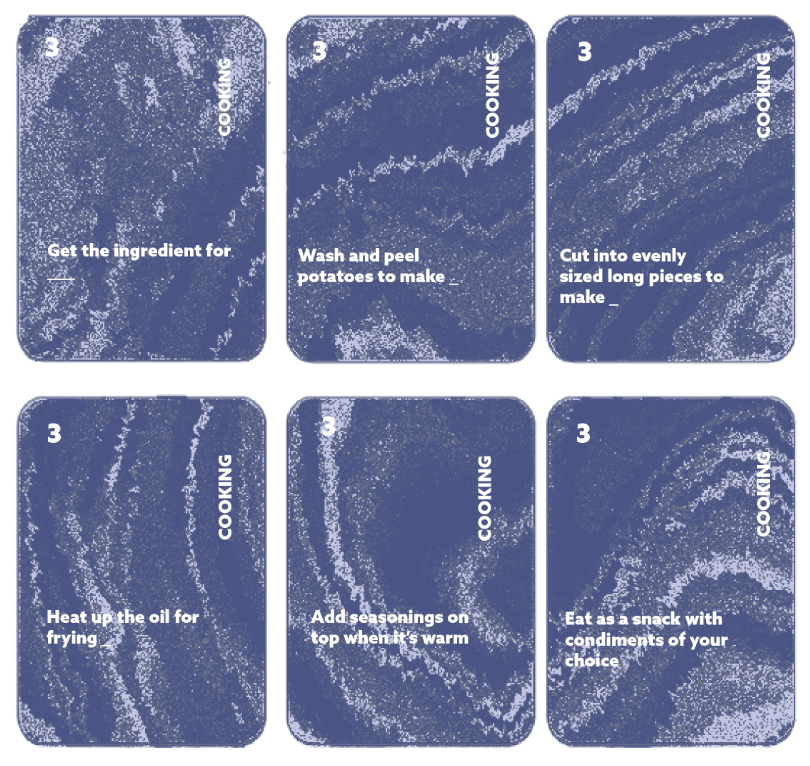 3
COOKING
Get the ingredient for
__
3
COOKING
Wash and peel
potatoes to make _
3
COOKING
Cut into evenly
sized long pieces to
make _
3
COOKING
Heat up the oil for
frying _
3
COOKING
Add seasonings on
top when it's warm
3
COOKING
Eat as a snack with
condiments of your
choice